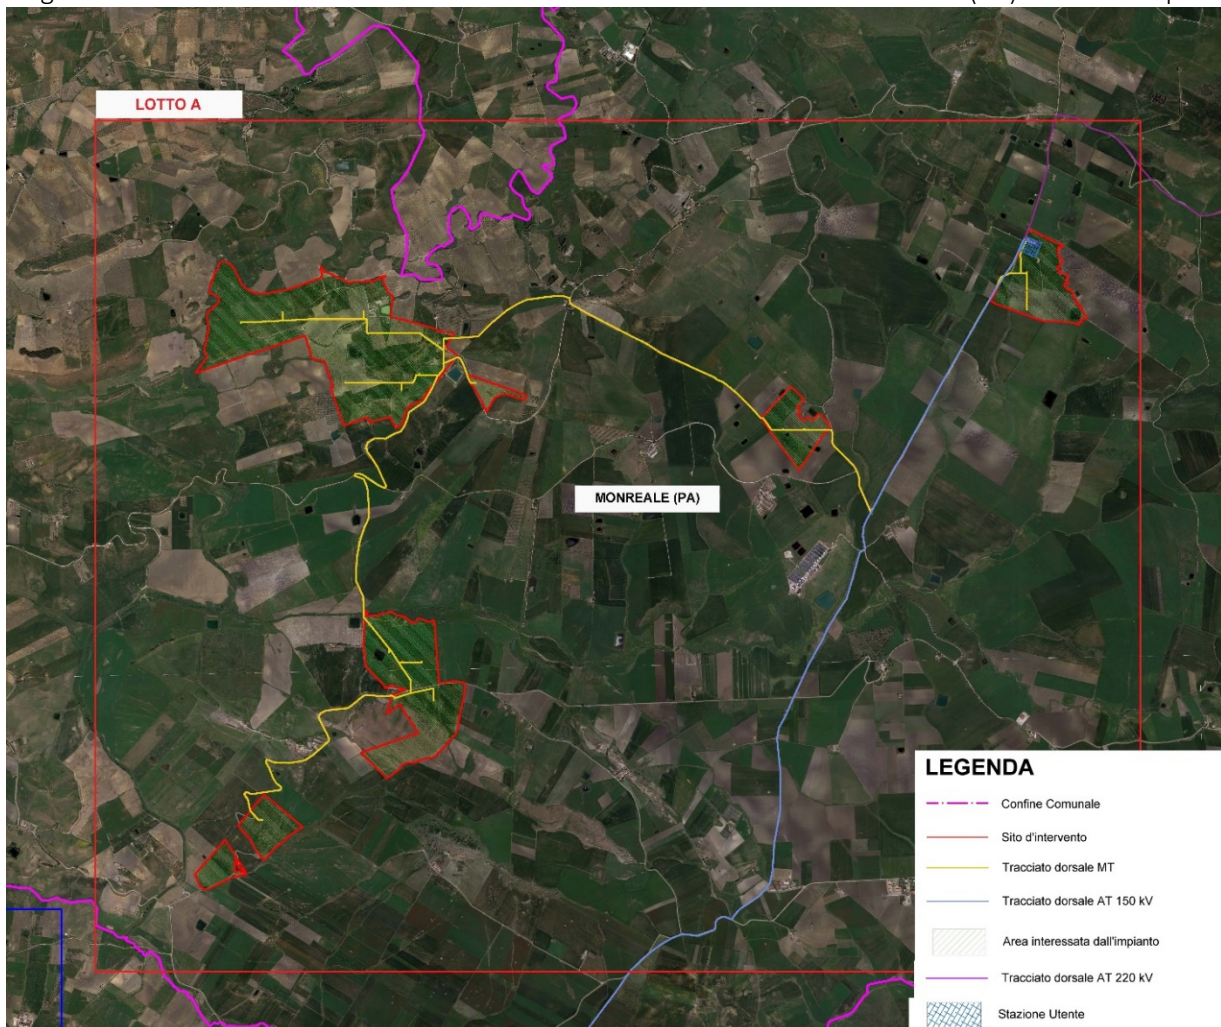 (PA)
LOTTO A
MONREALE (PA)
LEGENDA
Confine Comunale
Sito d'intervento
Tracciato dorsale MT
Tracciato dorsale AT 150 kV
Area interessata dall'impianto
Tracciato dorsale AT 220 kV
Stazione Utente